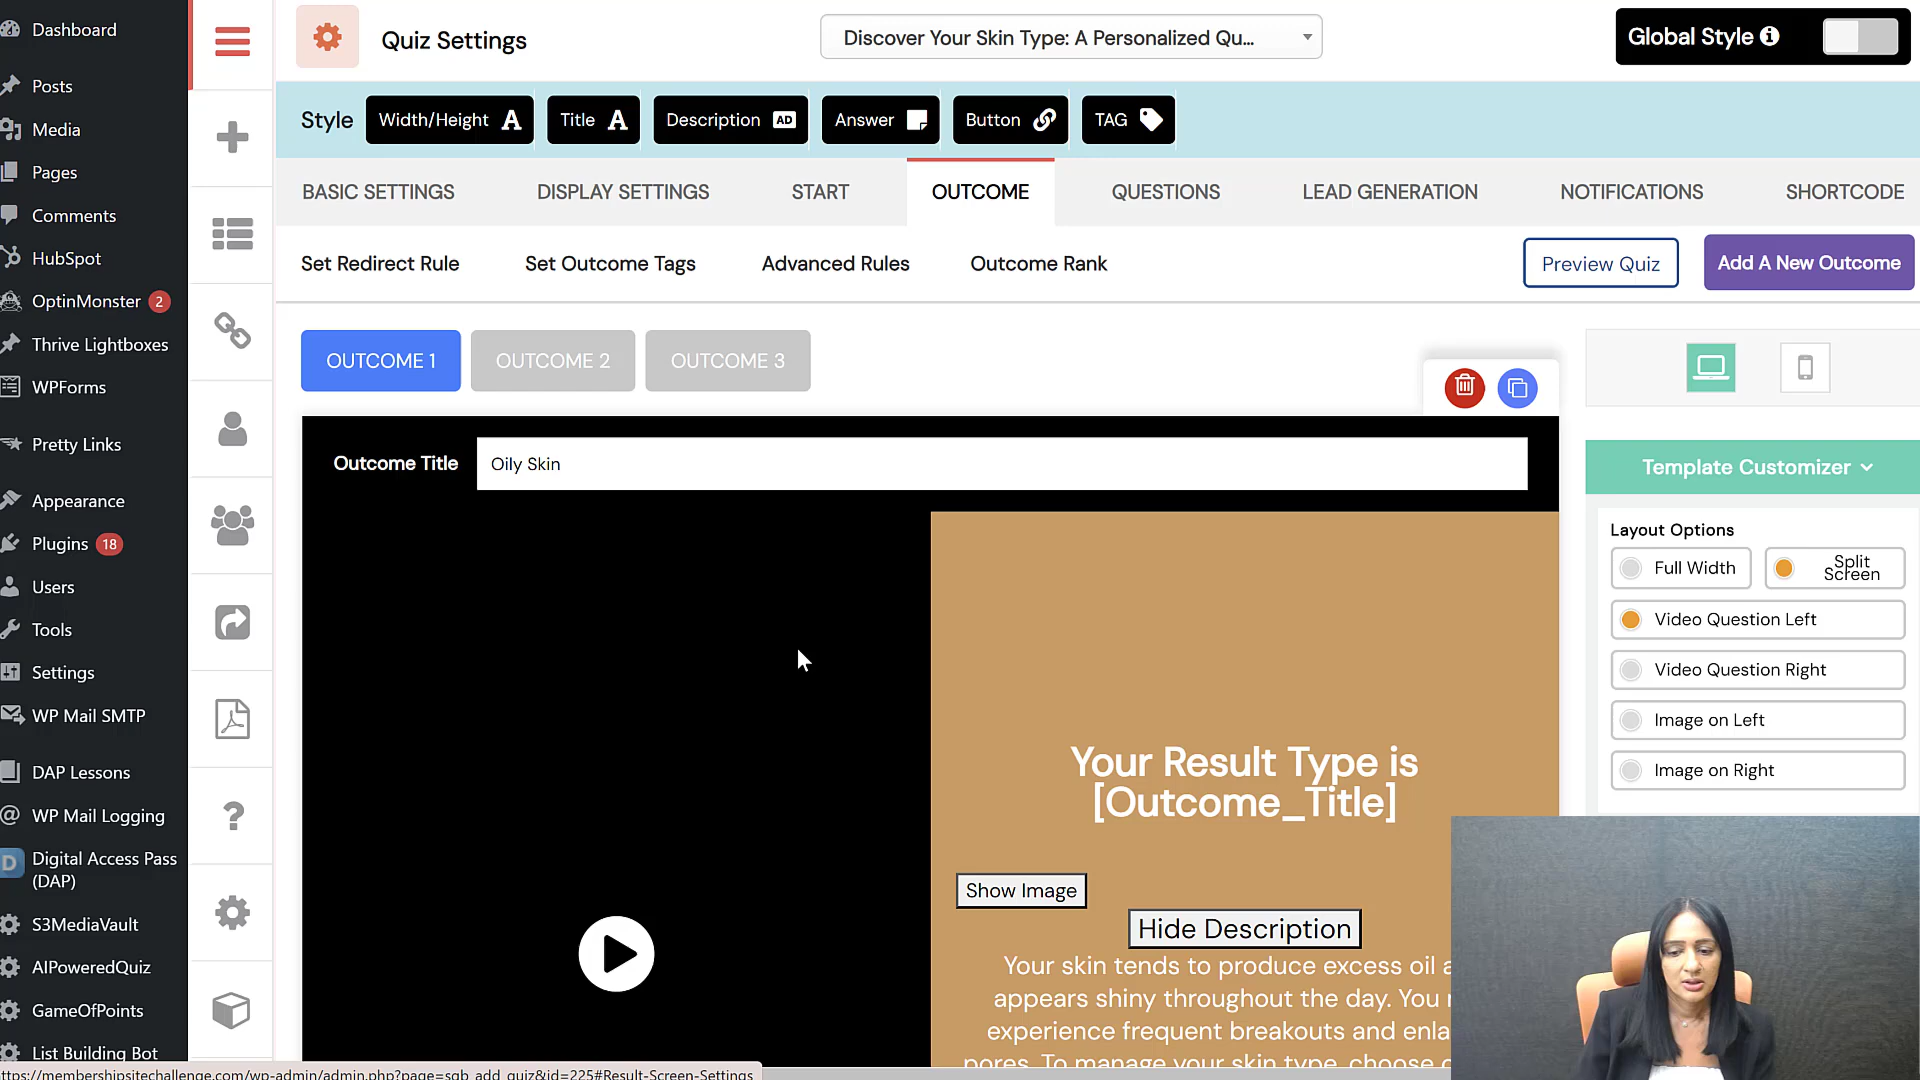 Dashboard
Posts
Media
Pages
Comments
HubSpot
OptinMonster 2
Thrive Lightboxes
WPForms
Pretty Links
Appearance
Plugins 18
Users
Tools
Settings
WP Mail SMTP
DAP Lessons
WP Mail Logging
D Digital Access Pass
(DAP)
S3MediaVault
AIPoweredQuiz
GameOfPoints
List Building Bot
Quiz Settings
Discover Your Skin Type: A Personalized Qu...
Global Style
Style
Width/Height A
Title A
Description AD
Answer
Button
TAG
BASIC SETTINGS
DISPLAY SETTINGS
START
OUTCOME
QUESTIONS
LEAD GENERATION
NOTIFICATIONS
SHORTCODE
Set Redirect Rule
Set Outcome Tags
Advanced Rules
Outcome Rank
Preview Quiz
Add A New Outcome
OUTCOME 1
OUTCOME 2
OUTCOME 3
Outcome Title
Oily Skin
Your Result Type is
[Outcome_Title]
Show Image
Hide Description
Your skin tends to produce excess oil a
appears shiny throughout the day. You
experience frequent breakouts and enla
pores. To manage your skin type, choose
Template Customizer
Layout Options
Full Width
Split
Screen
Video Question Left
Video Question Right
Image on Left
Image on Right
ttps://membershipsitechallenge.com/wp-admin/admin.php?page=sqb_add_quiz&id=225#Result-Screen-Settings